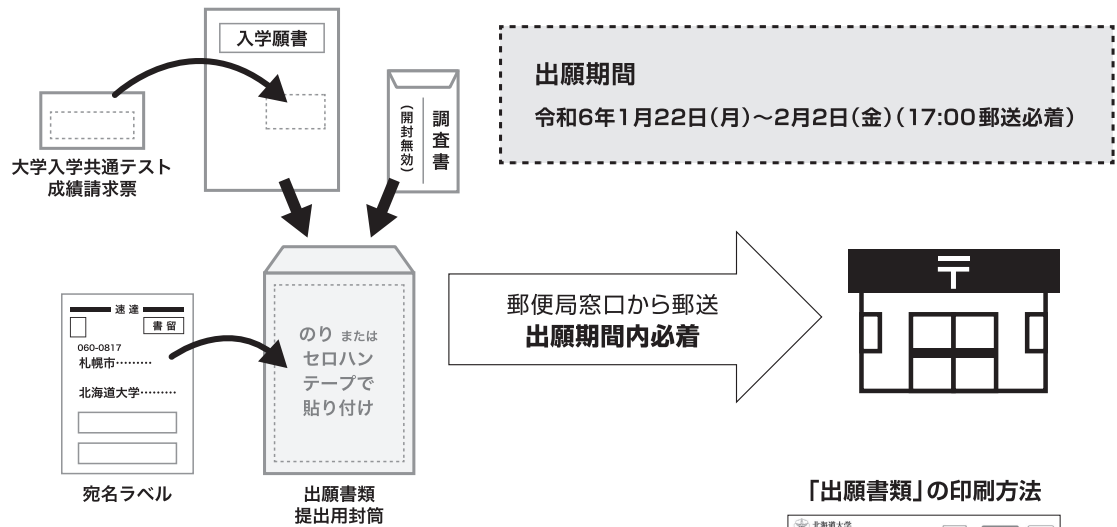 入学願書
大学入学共通テスト
成績請求票
調査書
（開封無効）
出願期間
令和6年1月22日（月）～2月2日（金）（17:00郵送必着）
速達
書留
060-0817
札幌市………
北海道大学………
宛名ラベル
のり または
セロハン
テープで
貼り付け
出願書類
提出用封筒
郵便局窓口から郵送
出願期間内必着
〒
「出願書類」の印刷方法
北海道大学